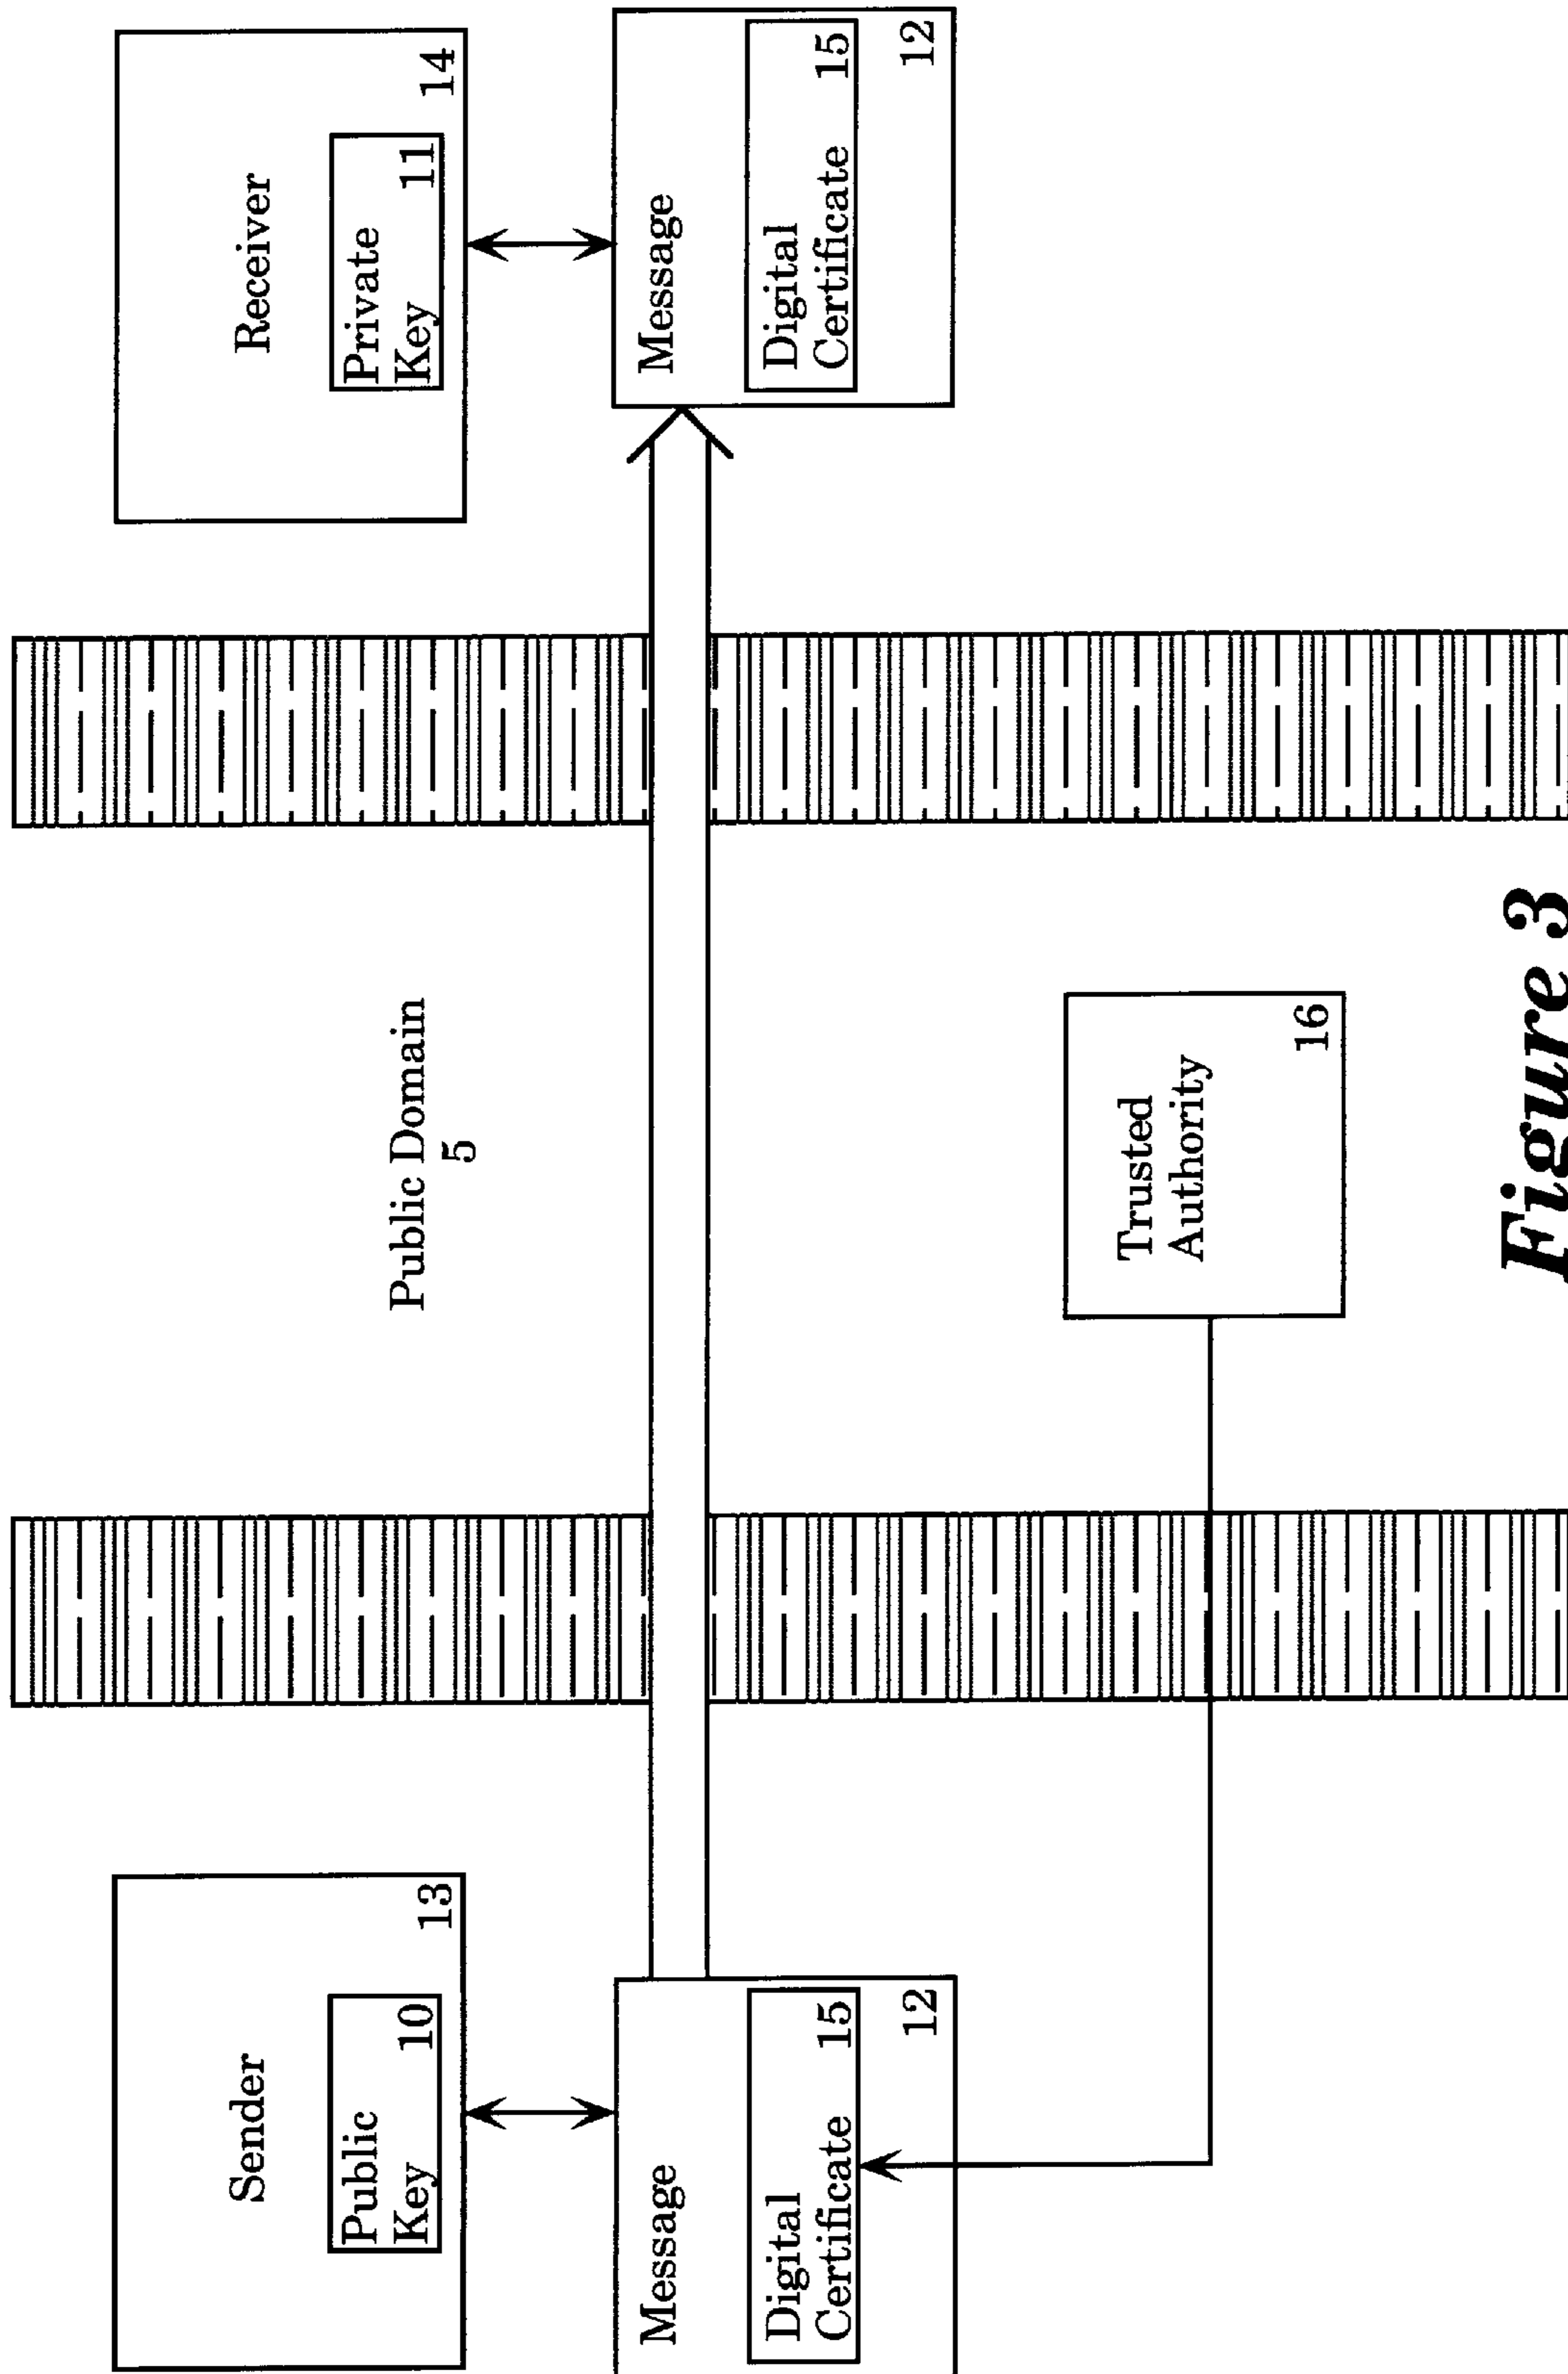 Sender
Public
Key 10
13
Message
Digital
Certificate 15
12
Public Domain
5
Trusted
Authority
16
Receiver
Private
Key 11
14
Message
Digital
Certificate 15
12
Figure 3